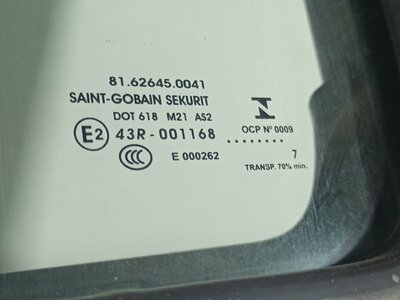 81.62645.0041
SAINT-GOBAIN SEKURIT
DOT 618 M21 AS2
E2 43R-001168
CCC E 000262
OCP Nº 0009
........
7
TRANSP. 70% min.